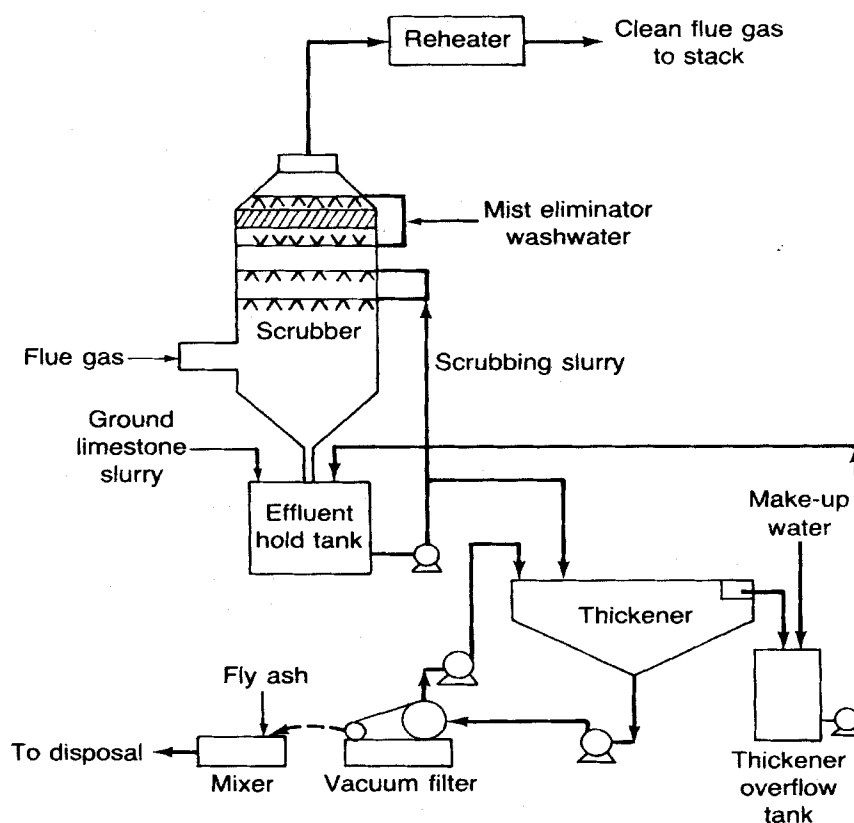 Reheater
Clean flue gas
to stack
Mist eliminator
washwater
Scrubber
Flue gas
Scrubbing slurry
Ground
limestone
slurry
Effluent
hold tank
Make-up
water
Thickener
Fly ash
To disposal
Mixer
Vacuum filter
Thickener
overflow
tank